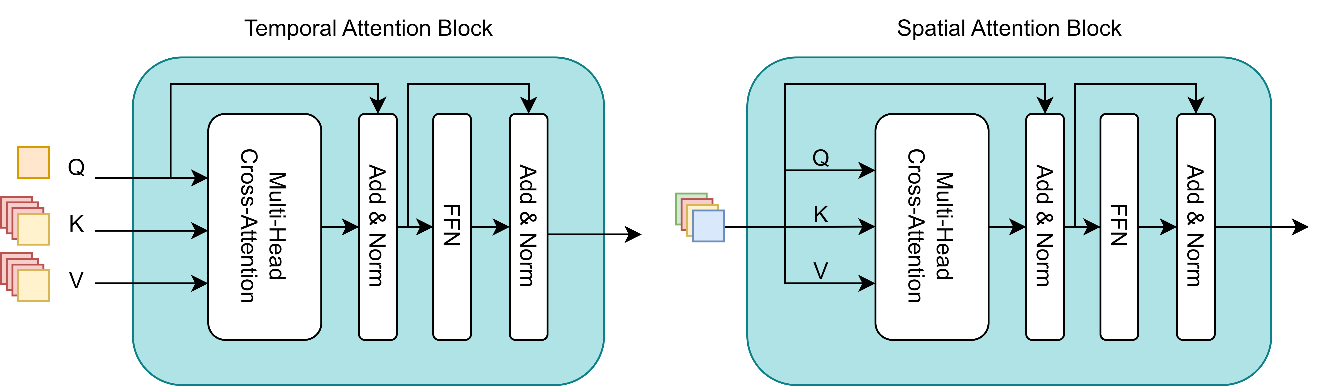 Temporal Attention Block
Q
K
V
Multi-Head
Cross-Attention
Add & Norm
FFN
Add & Norm
Spatial Attention Block
Q
K
V
Multi-Head
Cross-Attention
Add & Norm
FFN
Add & Norm